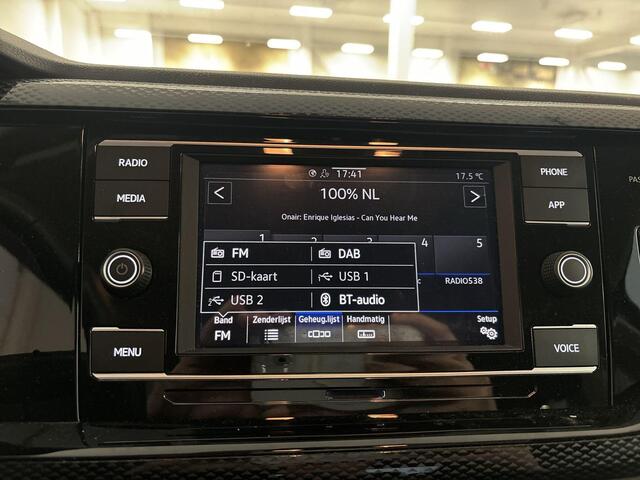 RADIO
MEDIA
MENU
17:41
17.5 °C
100% NL
Onair: Enrique Iglesias - Can You Hear Me
1
4
5
FM
DAB
SD-kaart
USB 1
USB 2
BT-audio
c
RADIO538
Band
FM
Zenderlijst
Geheug.lijst
Handmatig
Setup
PHONE
APP
VOICE
PAS